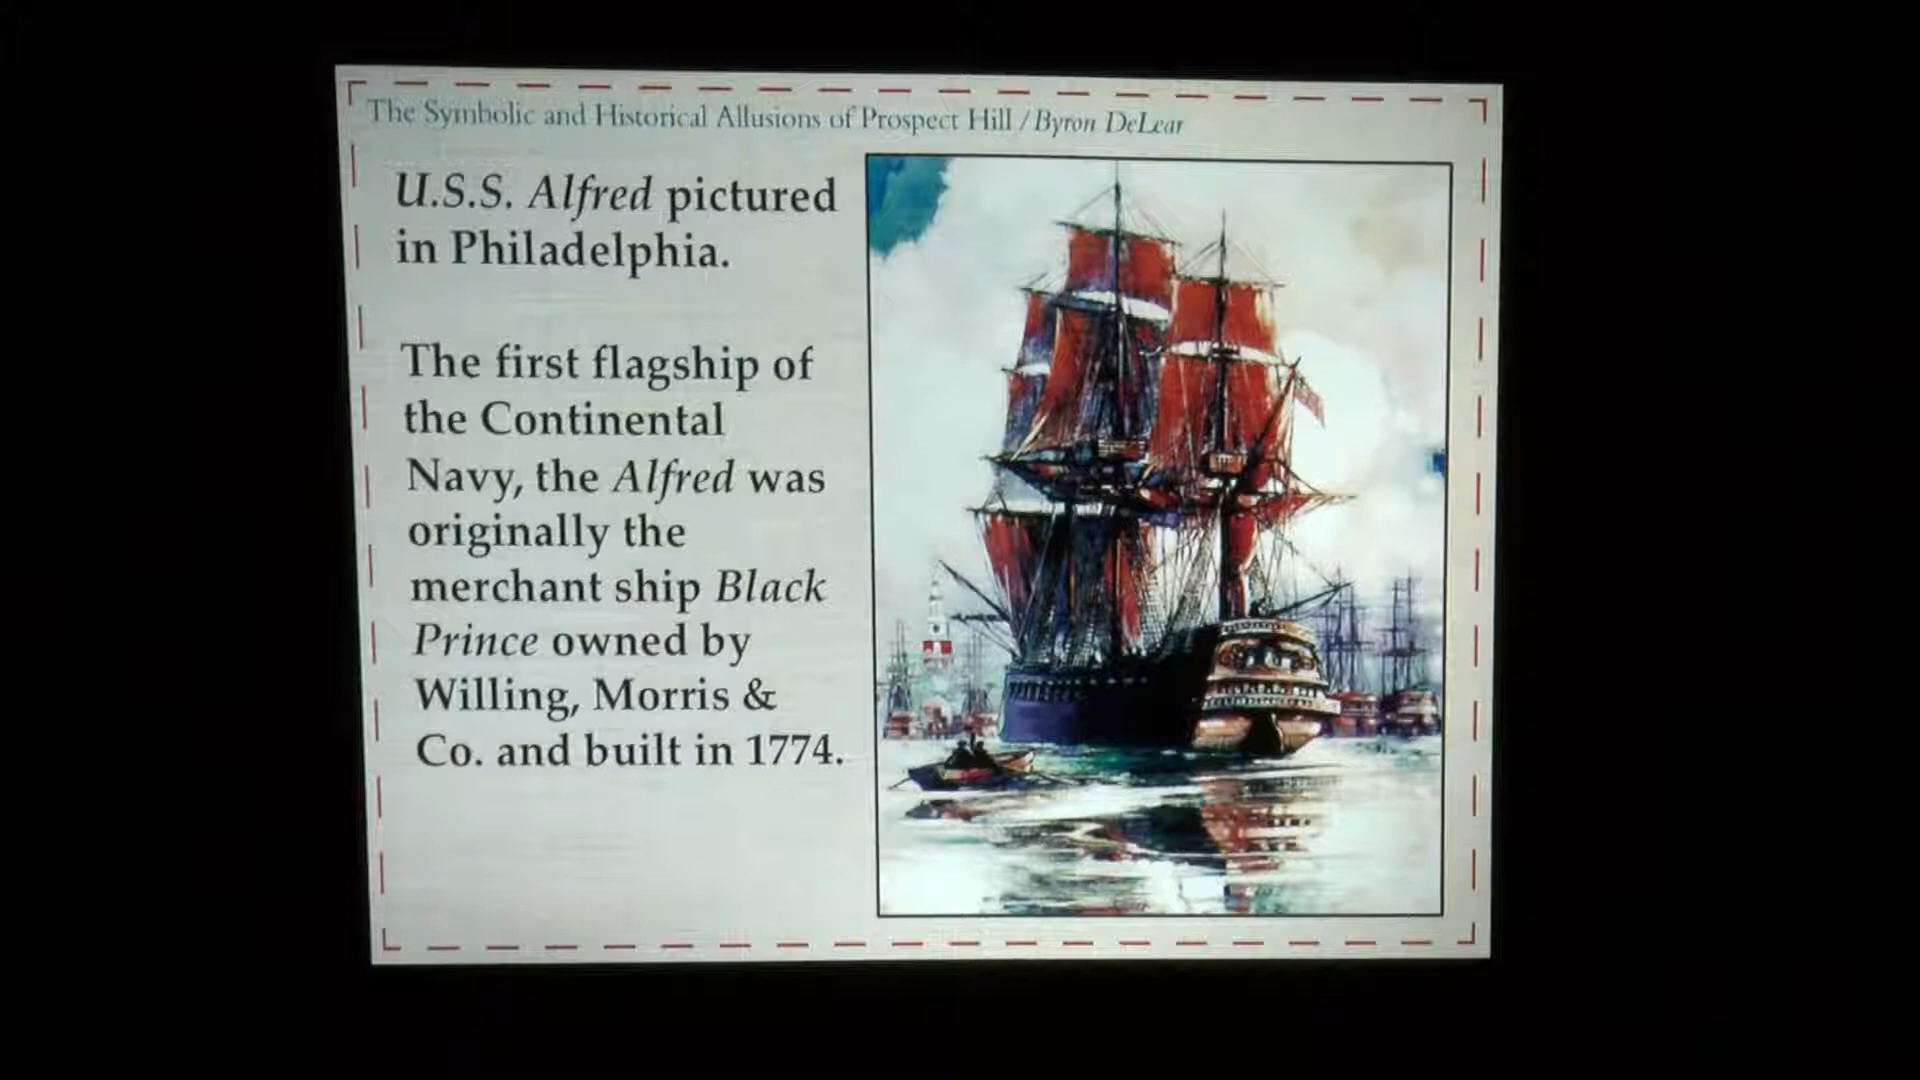 The Symbolic and Historical Allusions of Prospect Hill / Byron DeLear
U.S.S. Alfred pictured
in Philadelphia.
The first flagship of
the Continental
Navy, the Alfred was
originally the
merchant ship Black
Prince owned by
Willing, Morris &
Co. and built in 1774.